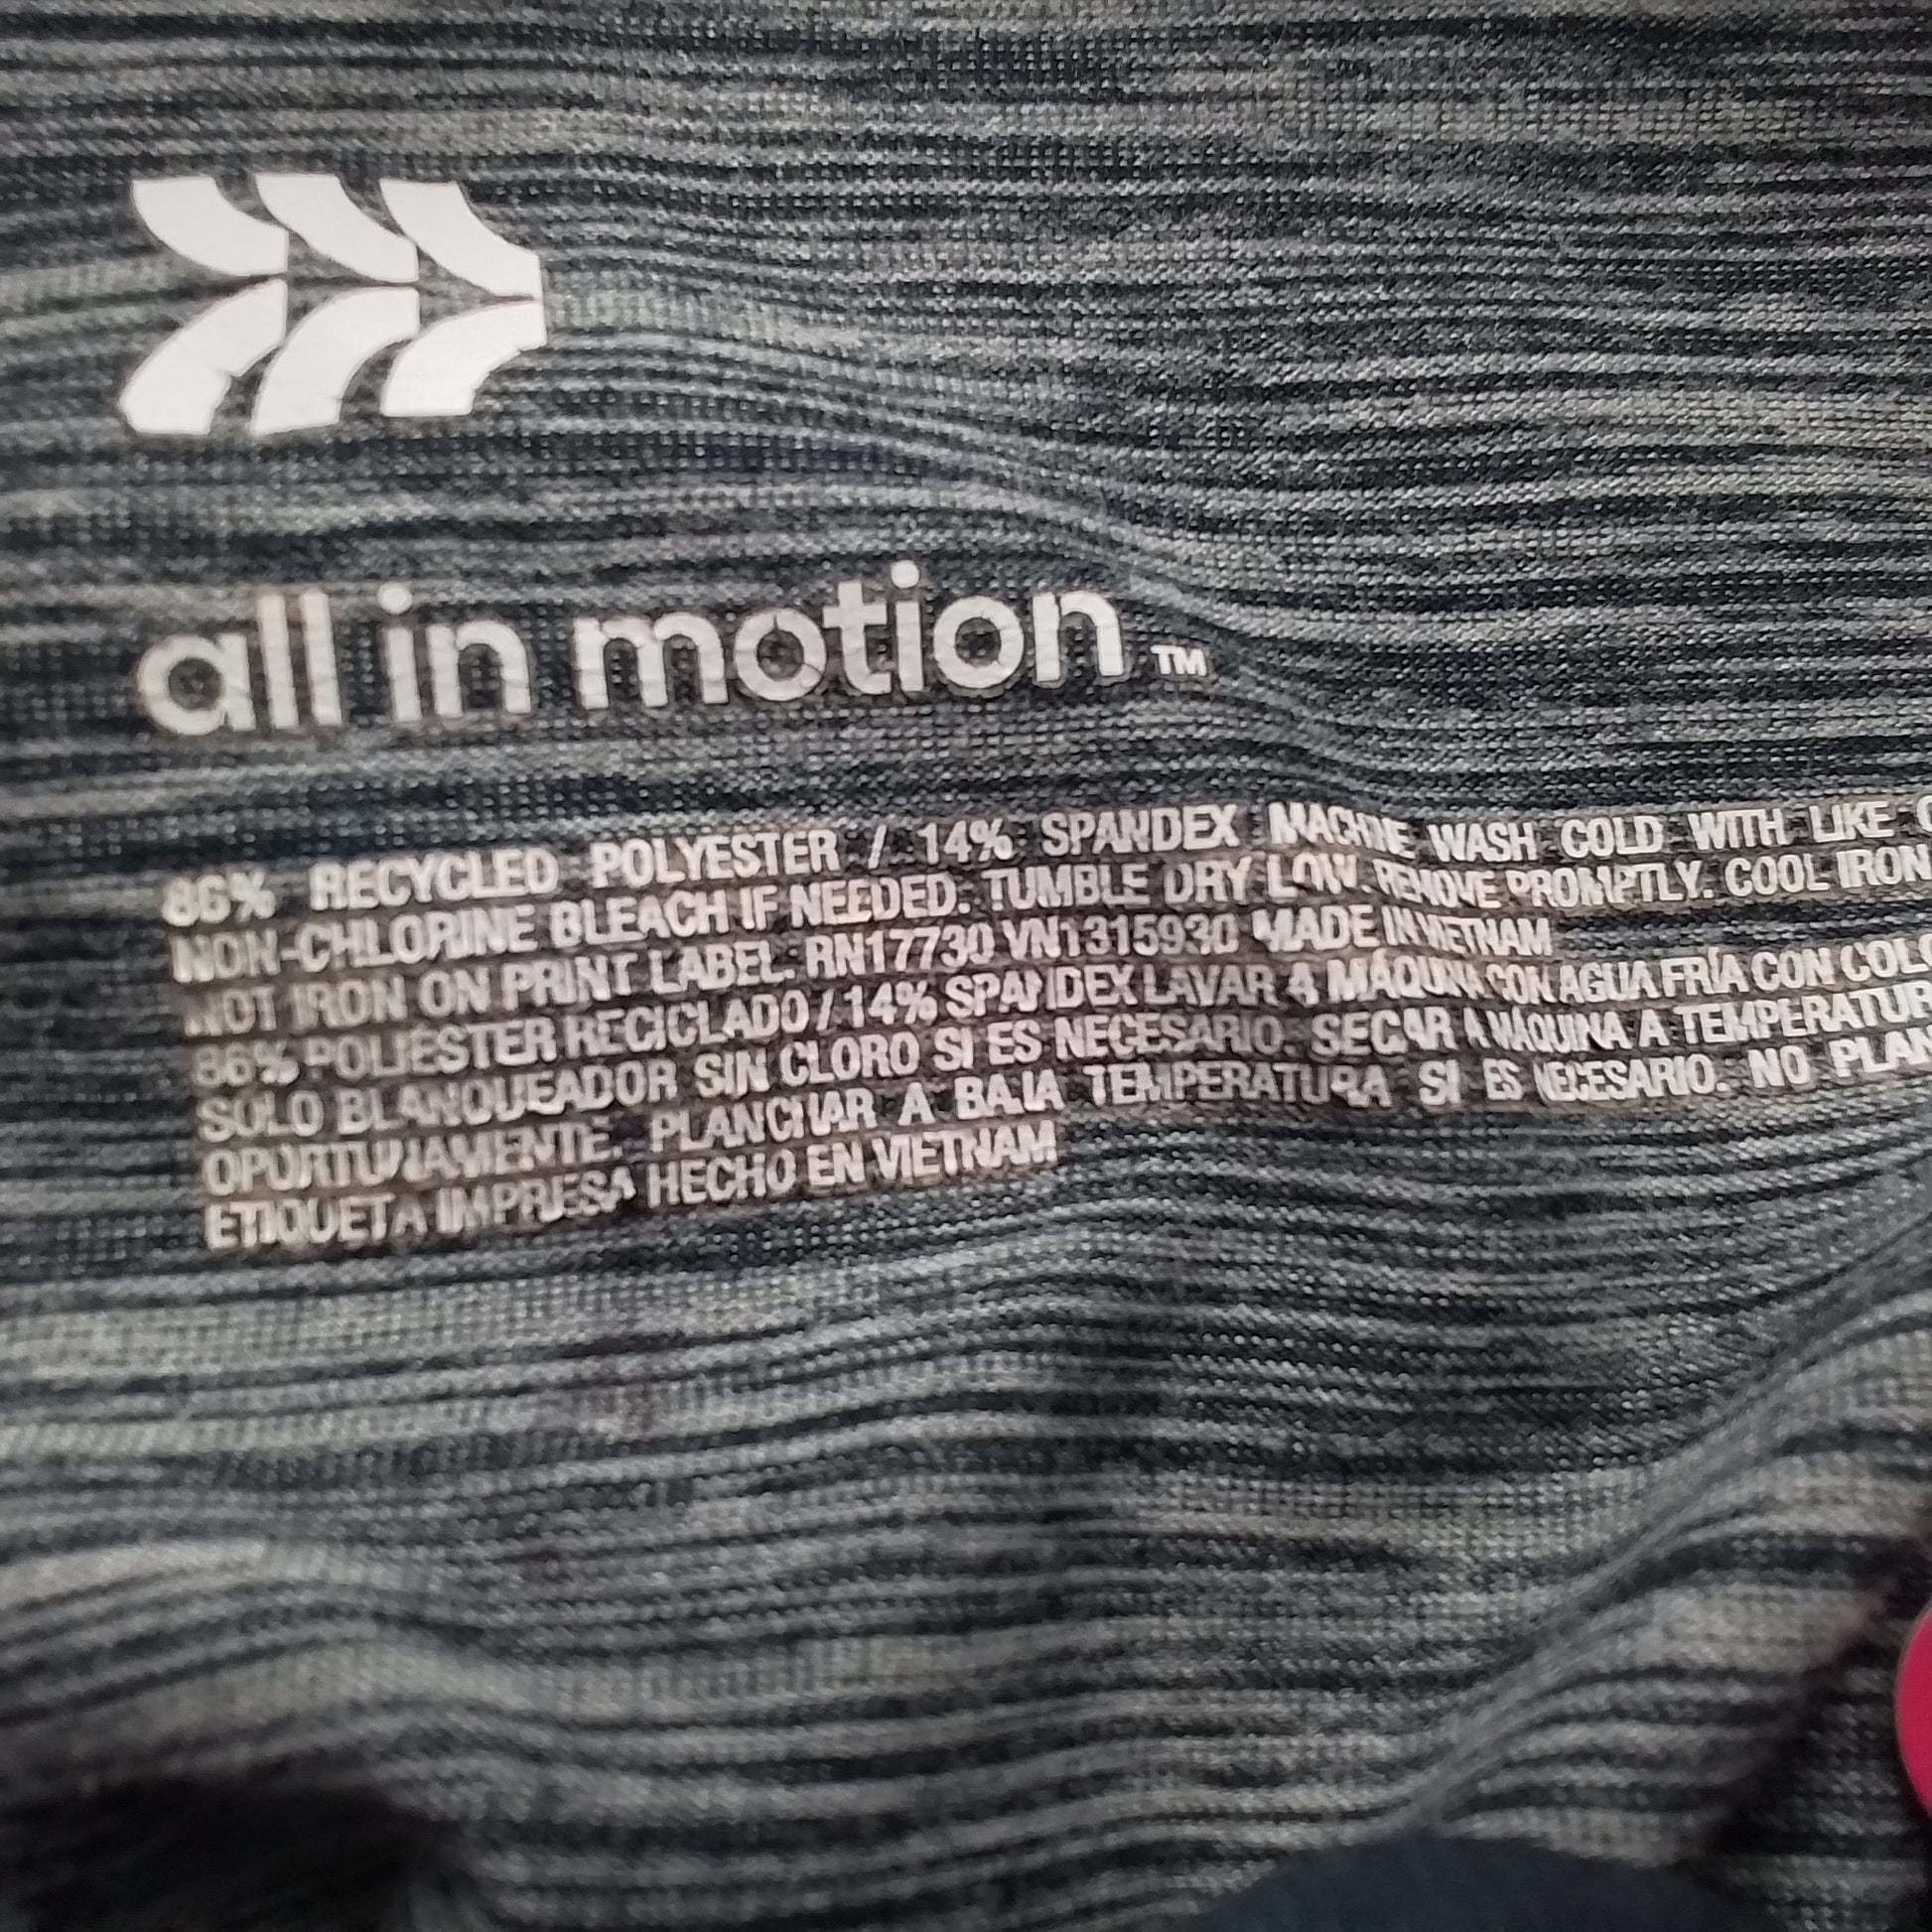 all in motion ™
86% RECYCLED POLYESTER / 14% SPANDEX MACHINE WASH COLD WITH LIKE
NON-CHLORINE BLEACH IF NEEDED. TUMBLE DRY LOW. REMOVE PROMPTLY. COOL IRON
NOT IRON ON PRINT LABEL. RN17730 VN1315930 MADE IN VIETNAM
86% POLIÉSTER RECICLADO / 14% SPANDEX LAVAR A MÁQUINA CON AGUA FRÍA CON
SOLO BLANQUEADOR SIN CLORO SI ES NECESARIO. SECAR A MÁQUINA A
OPORTUNAMENTE. PLANCHAR A BAJA TEMPERATURA SI ES NECESARIO. NO
ETIQUETA IMPRESA HECHO EN VIETNAM